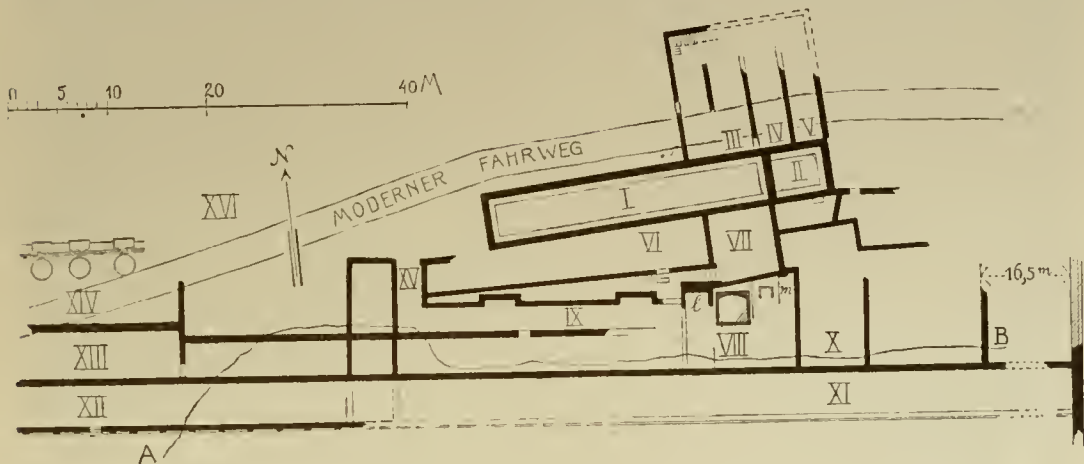 0 5 10 20 40 M
N
MODERNER FAHRWEG
III IV V
II
I
XVI
VI VII
XV
XIV
16,5 m
l m
IX
XIII VIII X B
XII XI
A